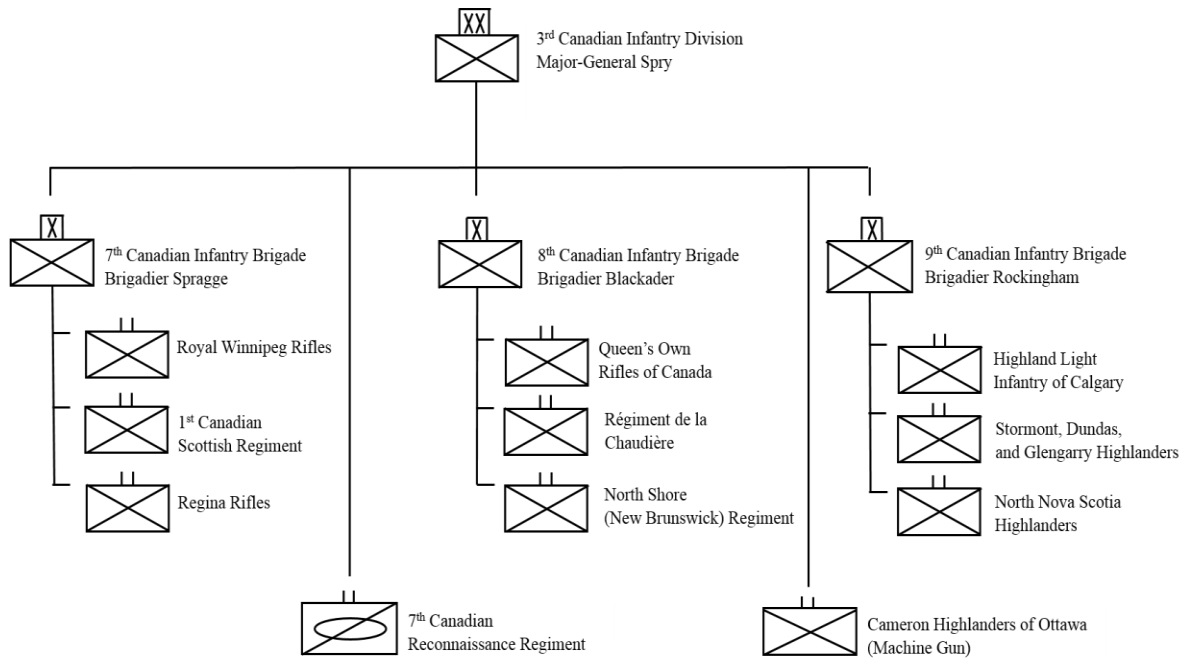 XX
3rd Canadian Infantry Division
Major-General Spry
X
7th Canadian Infantry Brigade
Brigadier Spragge
Royal Winnipeg Rifles
1st Canadian
Scottish Regiment
Regina Rifles
X
8th Canadian Infantry Brigade
Brigadier Blackader
Queen's Own
Rifles of Canada
Régiment de la
Chaudière
North Shore
(New Brunswick) Regiment
X
9th Canadian Infantry Brigade
Brigadier Rockingham
Highland Light
Infantry of Calgary
Stormont, Dundas,
and Glengarry Highlanders
North Nova Scotia
Highlanders
7th Canadian
Reconnaissance Regiment
Cameron Highlanders of Ottawa
(Machine Gun)